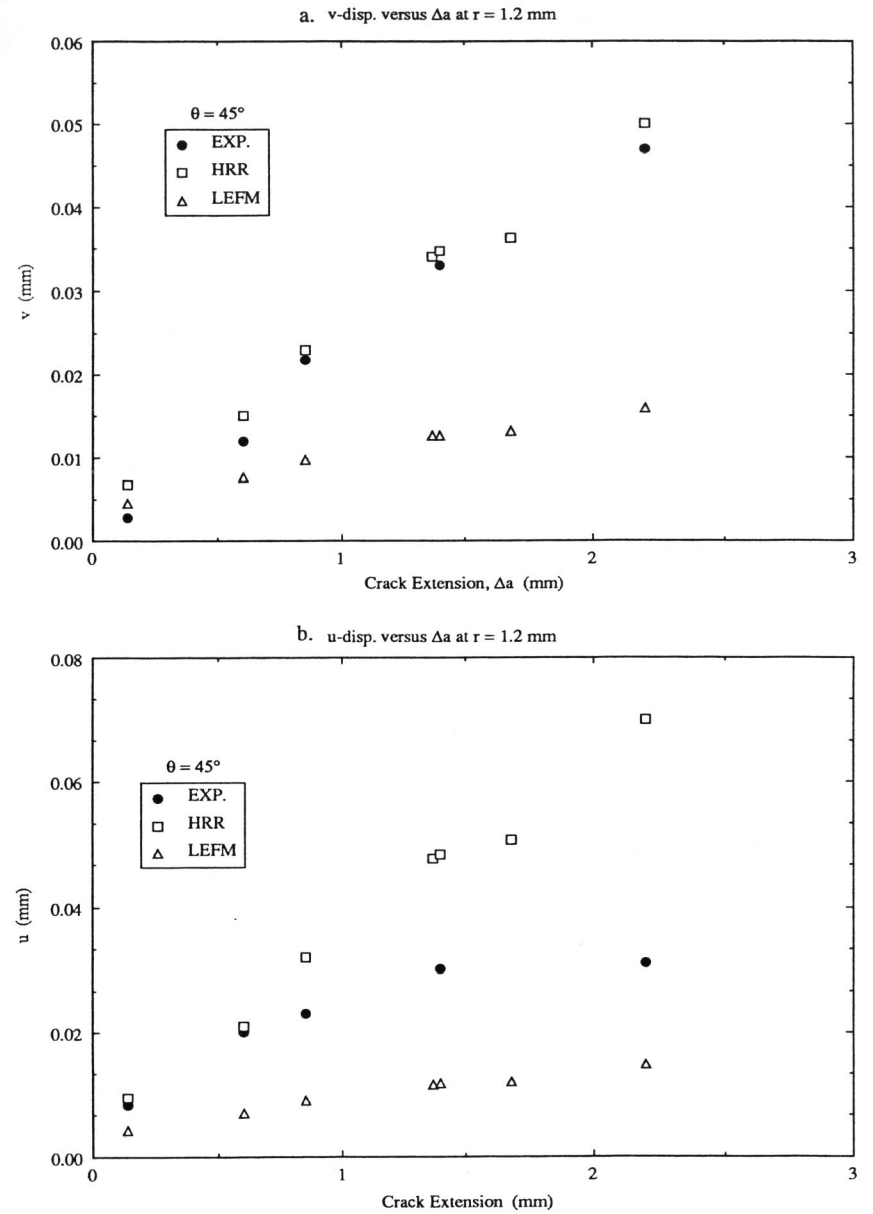 a. v-disp. versus Δa at r = 1.2 mm
0.06
0.05
0.04
0.03
0.02
0.01
0.00
v (mm)
θ = 45°
EXP.
HRR
LEFM
0 1 2 3
Crack Extension, Δa (mm)
b. u-disp. versus Δa at r = 1.2 mm
0.08
0.06
0.04
0.02
0.00
u (mm)
θ = 45°
EXP.
HRR
LEFM
0 1 2 3
Crack Extension (mm)